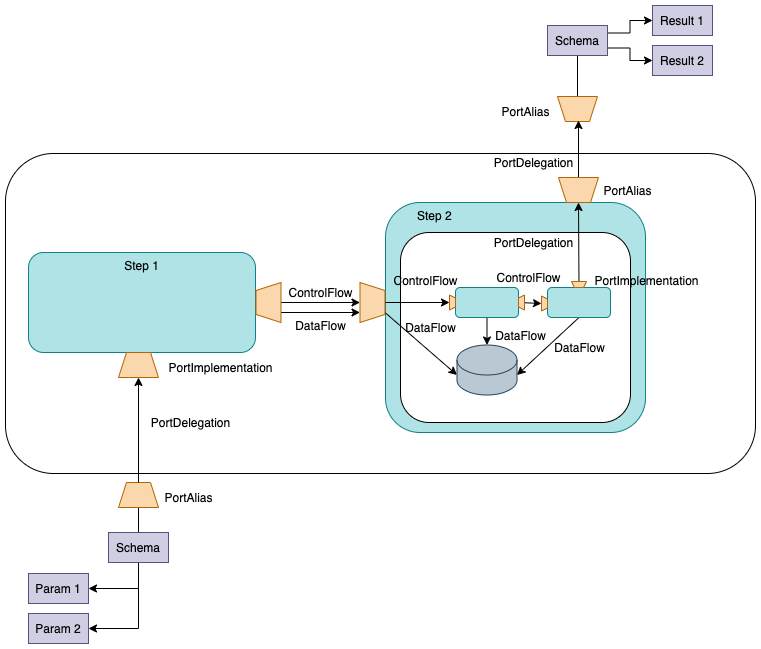 Result 1
Schema
Result 2
PortAlias
PortDelegation
PortAlias
Step 2
PortDelegation
Step 1
ControlFlow
ControlFlow
PortImplementation
ControlFlow
DataFlow
DataFlow
DataFlow
DataFlow
PortImplementation
PortDelegation
PortAlias
Schema
Param 1
Param 2